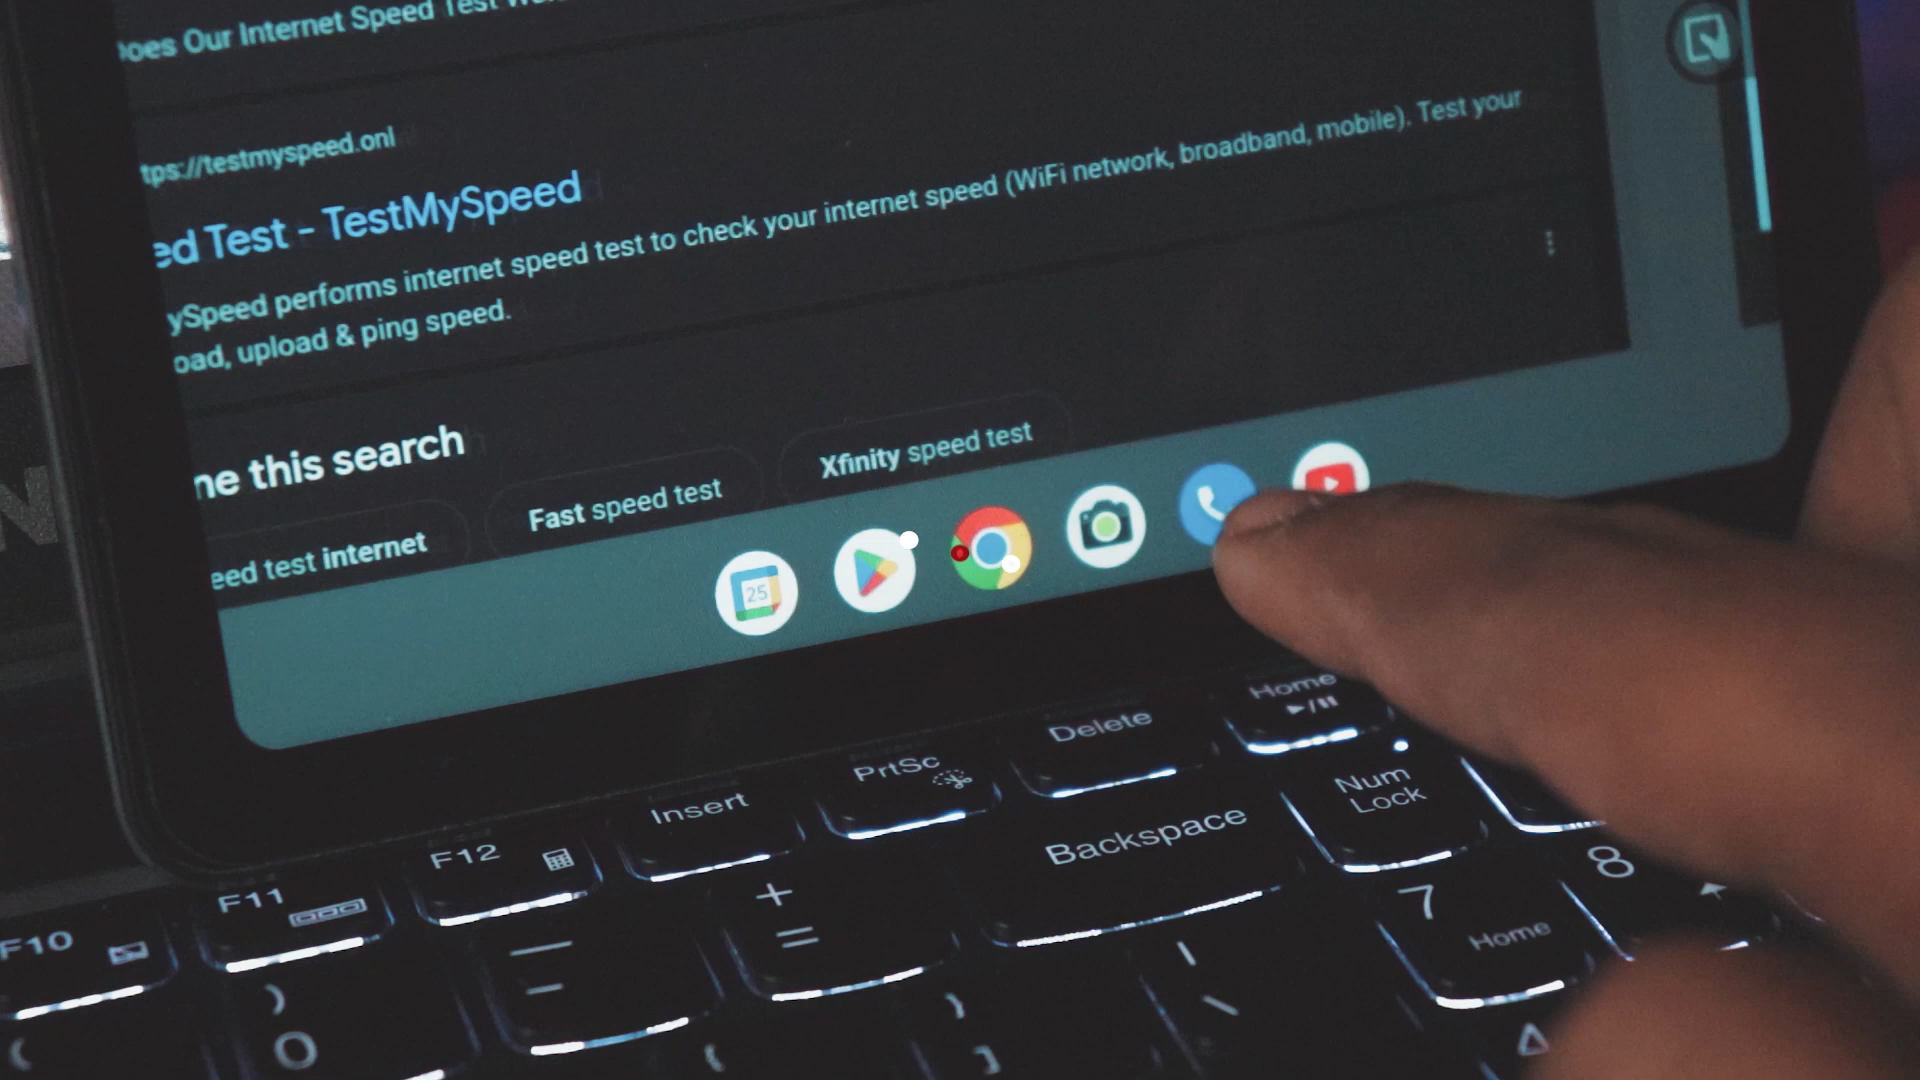 Does Our Internet Speed Test
tps://testmyspeed.onl
ed Test - TestMySpeed
ySpeed performs internet speed test to check your internet speed (WiFi network, broadband, mobile). Test your
oad, upload & ping speed.
ne this search
eed test internet
Fast speed test
Xfinity speed test
25
Home
Delete
PrtSc
Insert
F12
F11
F10
Num
Lock
Backspace
+
=
7
Home
8
)
0